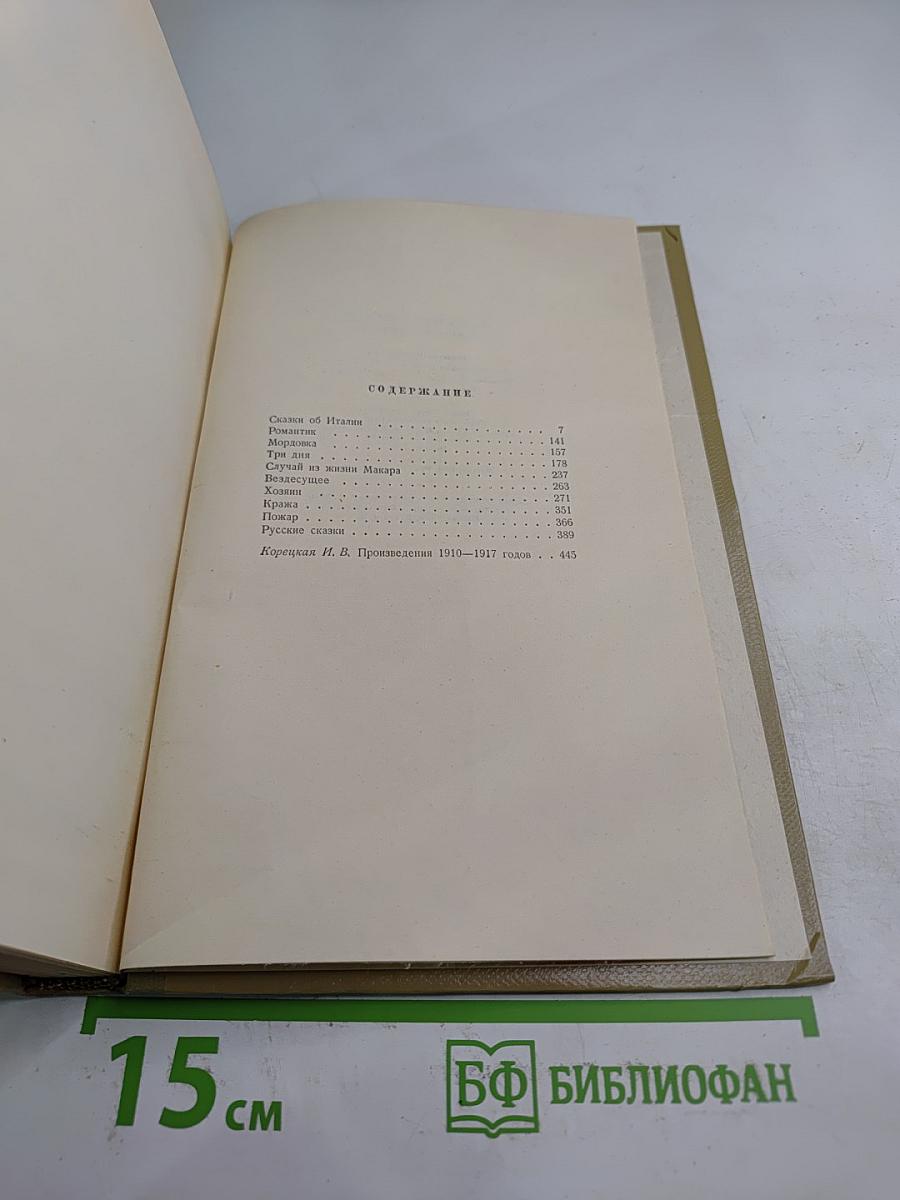 СОДЕРЖАНИЕ
Сказки об Италии . . . . . . . . . . . . . . . . 7
Романтик . . . . . . . . . . . . . . . . . . . . 141
Мордовка . . . . . . . . . . . . . . . . . . . . 157
Три дня . . . . . . . . . . . . . . . . . . . . 178
Случай из жизни Макара . . . . . . . . . . . . . 237
Вездесущее . . . . . . . . . . . . . . . . . . . 263
Хозяин . . . . . . . . . . . . . . . . . . . . . 271
Кража . . . . . . . . . . . . . . . . . . . . . 351
Пожар . . . . . . . . . . . . . . . . . . . . . 366
Русские сказки . . . . . . . . . . . . . . . . . 389
Корецкая И. В. Произведения 1910—1917 годов . . 445
15 см
БФ БИБЛИОФАН